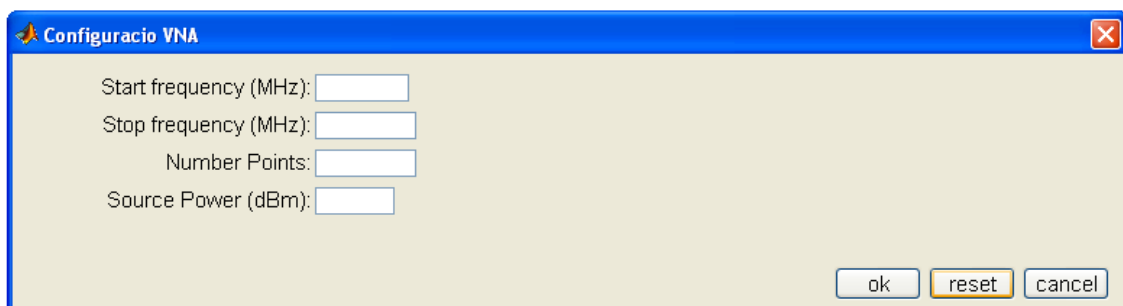 Configuracio VNA
Start frequency (MHz):
Stop frequency (MHz):
Number Points:
Source Power (dBm):
ok reset cancel